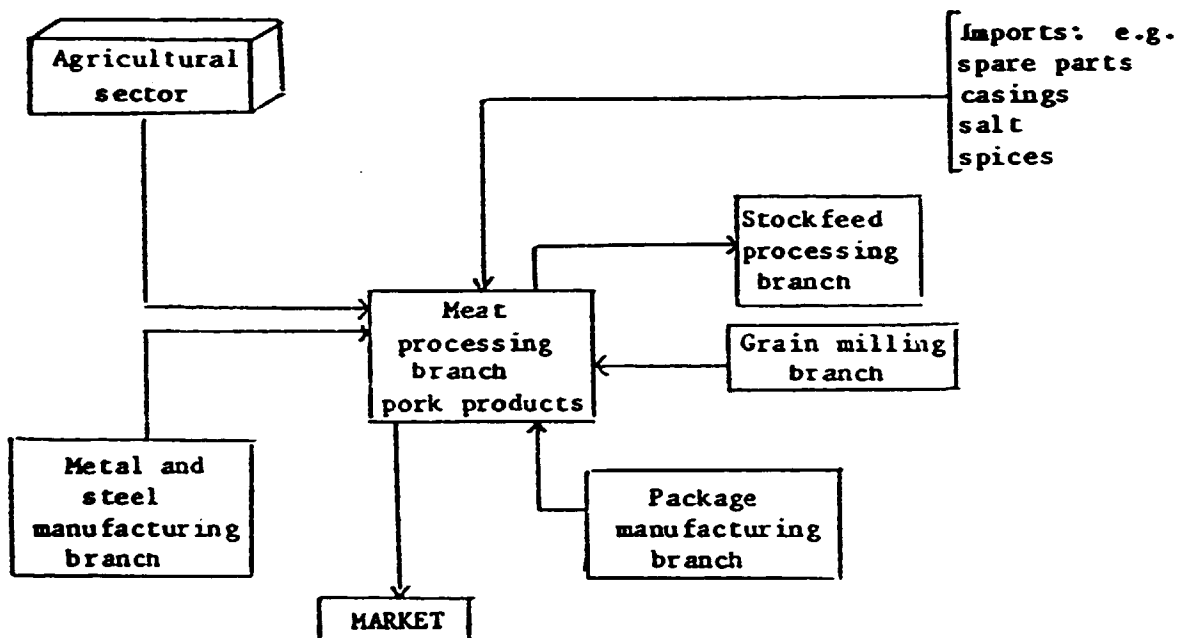 Agricultural
sector
Imports: e.g.
spare parts
casings
salt
spices
Stockfeed
processing
branch
Meat
processing
branch
pork products
Grain milling
branch
Metal and
steel
manufacturing
branch
Package
manufacturing
branch
MARKET